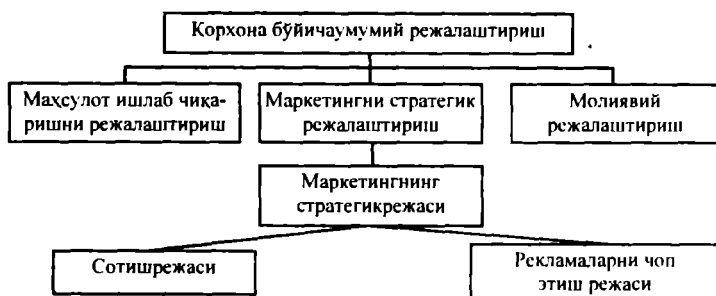 Корхона бўйичаумумий режалаштириш
Маҳсулот ишлаб чиқа-
ришни режалаштириш
Маркетингни стратегик
режалаштириш
Молиявий
режалаштириш
Маркетингнинг
стратегикрежаси
Сотишрежаси
Рекламаларни чоп
этиш режаси